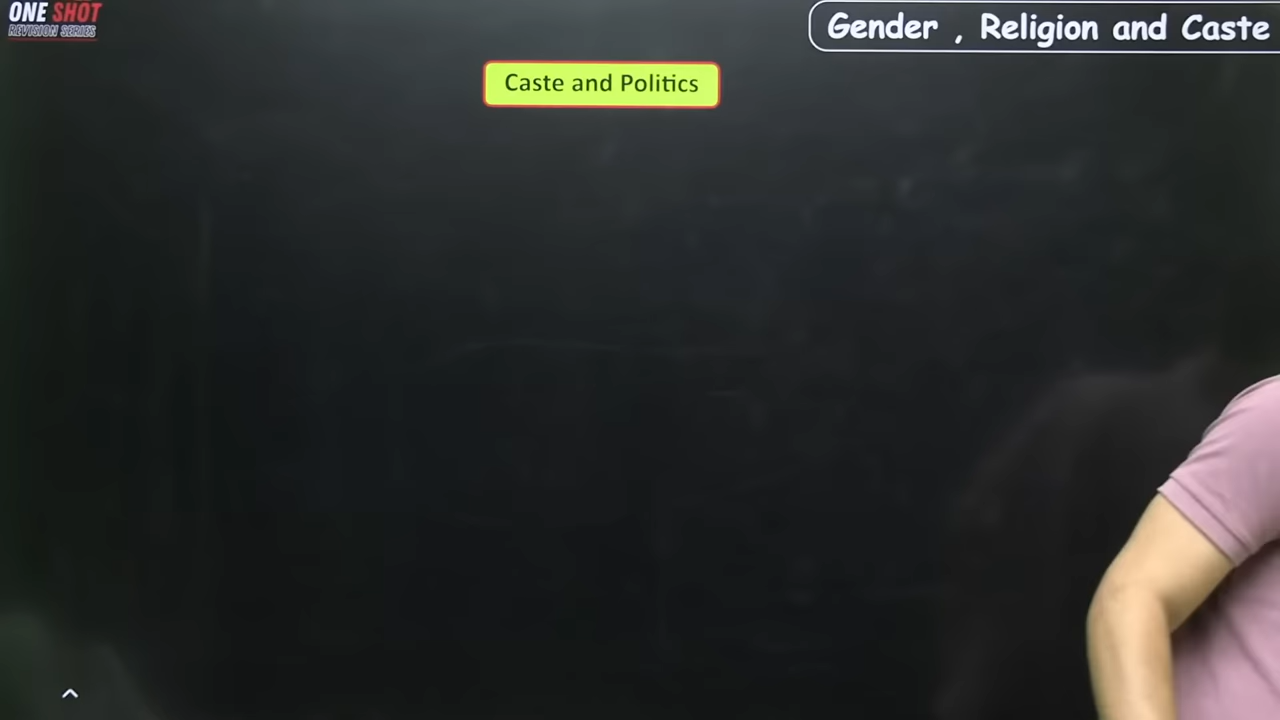 ONE SHOT
REVISION SERIES
Gender , Religion and Caste
Caste and Politics